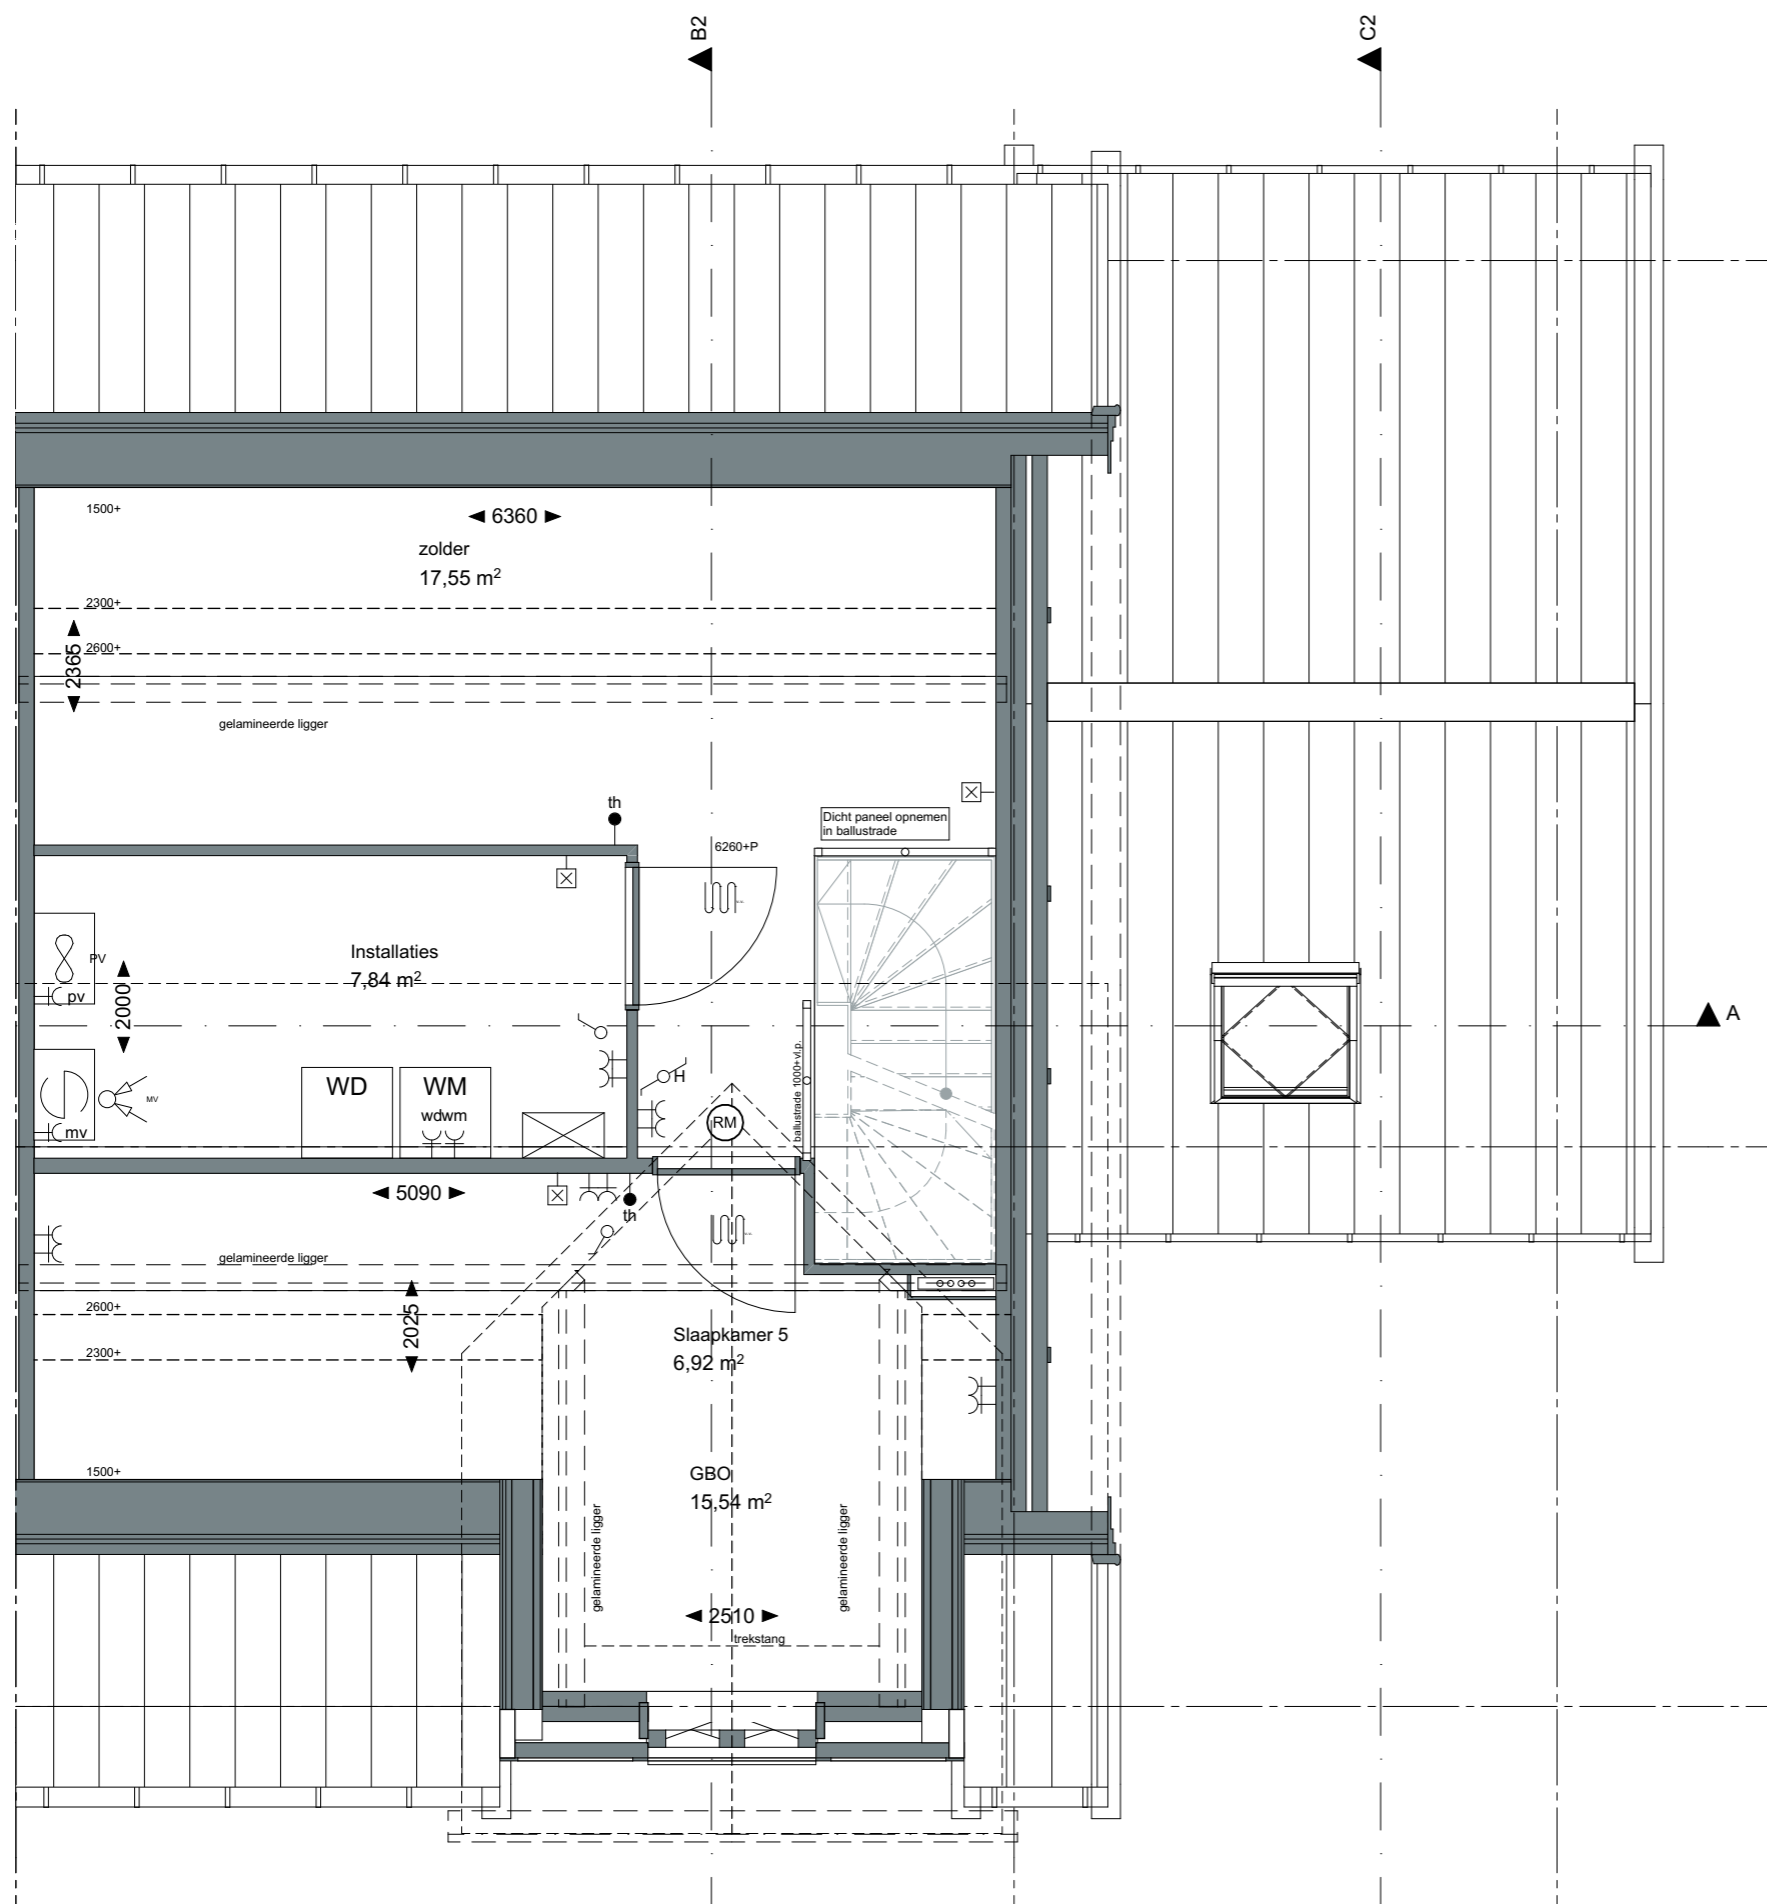 B2
C2
1500+
6360
zolder
17,55 m²
2300+
2600+
2365
gelamineerde ligger
th
Dicht paneel opnemen
in ballustrade
6260+P
Installaties
7,84 m²
PV
pv
2000
A
ballustrade 1000+vl.p.
WD
WM
wdwm
H
MV
mv
RM
5090
th
gelamineerde ligger
2600+
2025
2300+
Slaapkamer 5
6,92 m²
1500+
GBO
15,54 m²
gelamineerde ligger
gelamineerde ligger
2510
trekstang